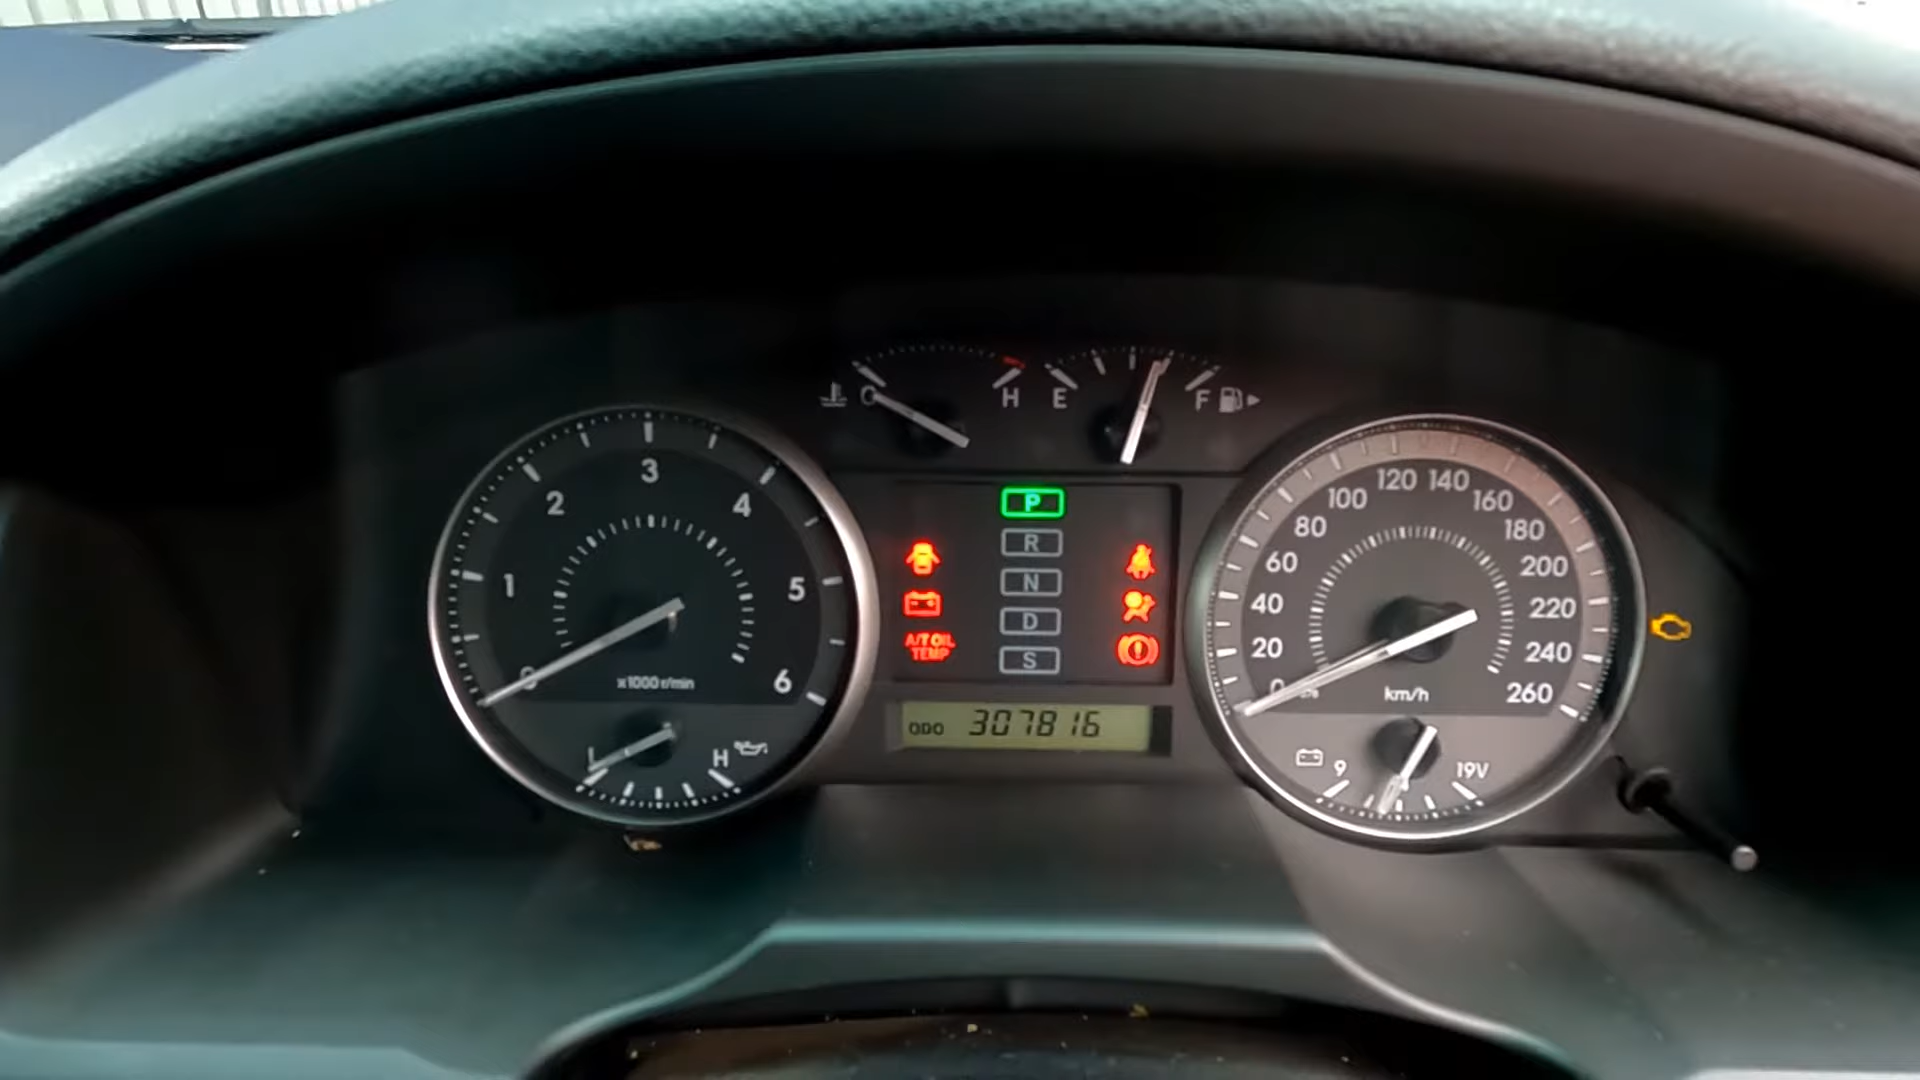 C H E F
P
R
N
D
S
A/T OIL
TEMP
ODO 307816
0 1 2 3 4 5 6
x1000 r/min
L H
0 20 40 60 80 100 120 140 160 180 200 220 240 260
km/h
9 19V